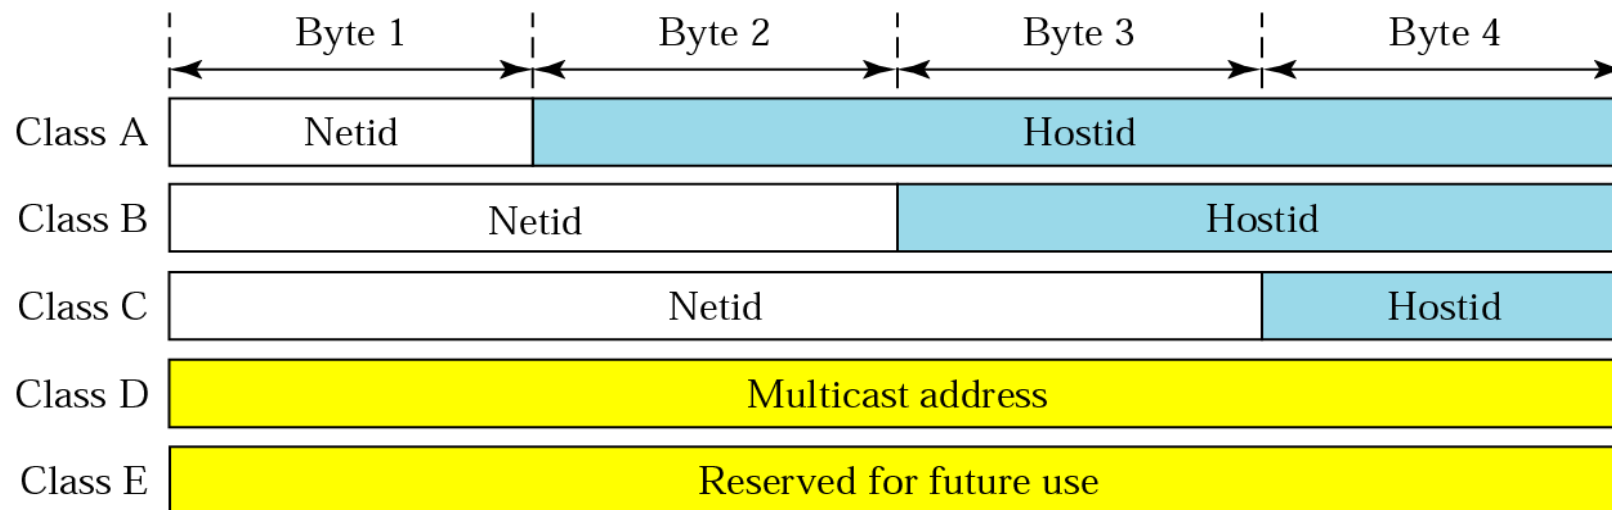 Byte 1 Byte 2 Byte 3 Byte 4
Class A Netid Hostid
Class B Netid Hostid
Class C Netid Hostid
Class D Multicast address
Class E Reserved for future use